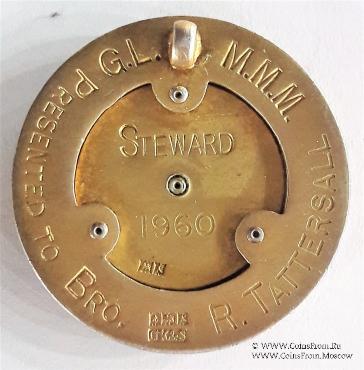 G.L. M.M.M.
PRESENTED TO BRO. R. TATTERSALL
STEWARD
1960
© www.CoinsFrom.Ru
www.CoinsFrom.Moscow